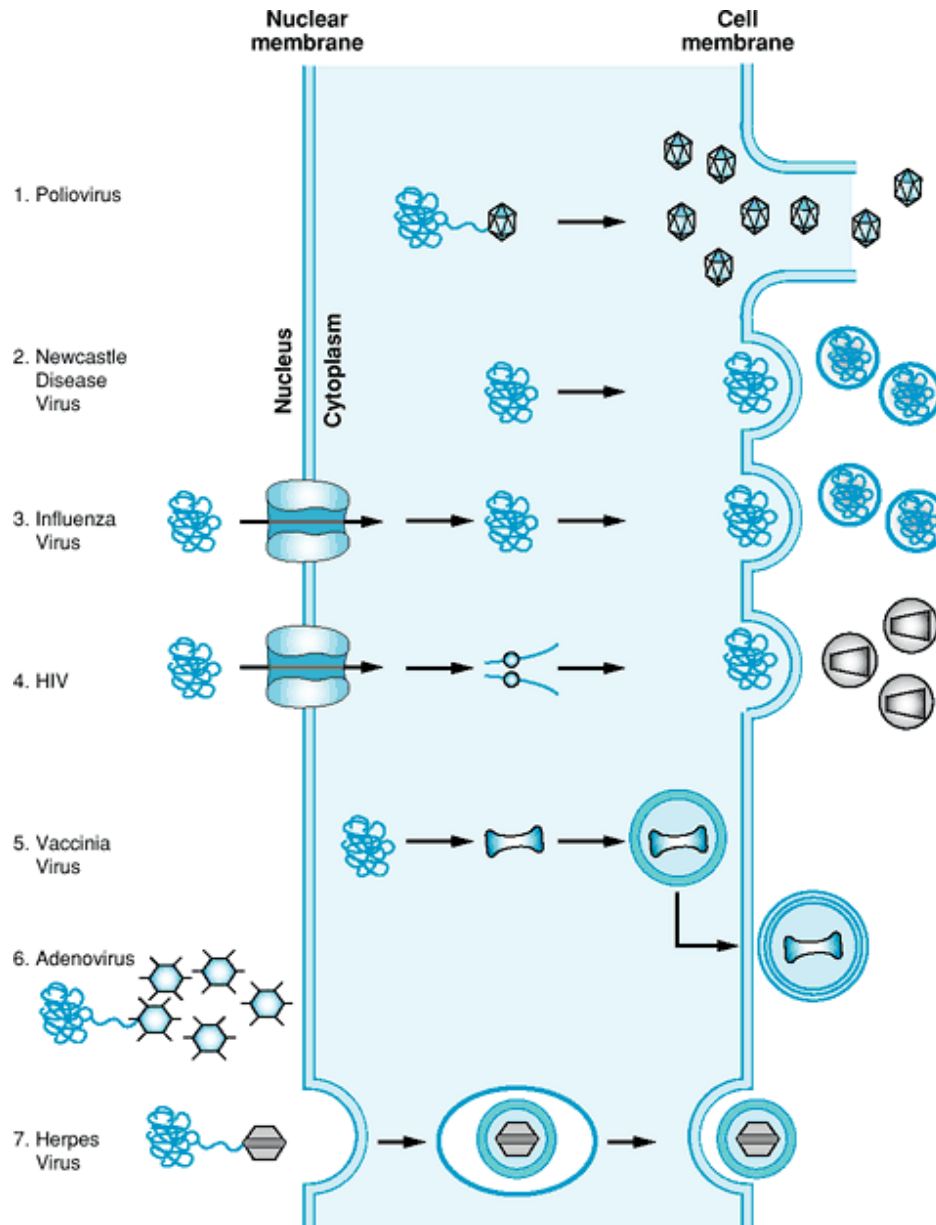 Nuclear
membrane
Cell
membrane
1. Poliovirus
2. Newcastle
Disease
Virus
Nucleus
Cytoplasm
3. Influenza
Virus
4. HIV
5. Vaccinia
Virus
6. Adenovirus
7. Herpes
Virus